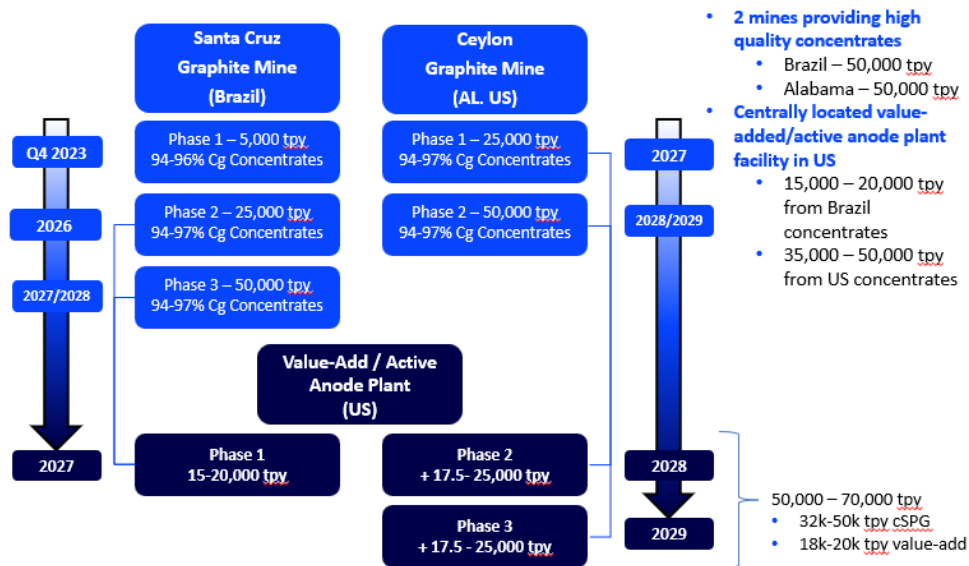 Santa Cruz
Graphite Mine
(Brazil)
Ceylon
Graphite Mine
(AL. US)
Q4 2023
Phase 1 – 5,000 tpy
94-96% Cg Concentrates
Phase 1 – 25,000 tpy
94-97% Cg Concentrates
2027
2026
Phase 2 – 25,000 tpy
94-97% Cg Concentrates
Phase 2 – 50,000 tpy
94-97% Cg Concentrates
2028/2029
2027/2028
Phase 3 – 50,000 tpy
94-97% Cg Concentrates
Value-Add / Active
Anode Plant
(US)
2027
Phase 1
15-20,000 tpy
Phase 2
+ 17.5- 25,000 tpy
2028
Phase 3
+ 17.5 - 25,000 tpy
2029
• 2 mines providing high
quality concentrates
• Brazil – 50,000 tpy
• Alabama – 50,000 tpy
• Centrally located value-
added/active anode plant
facility in US
• 15,000 – 20,000 tpy
from Brazil
concentrates
• 35,000 – 50,000 tpy
from US concentrates
50,000 – 70,000 tpy
• 32k-50k tpy cSPG
• 18k-20k tpy value-add